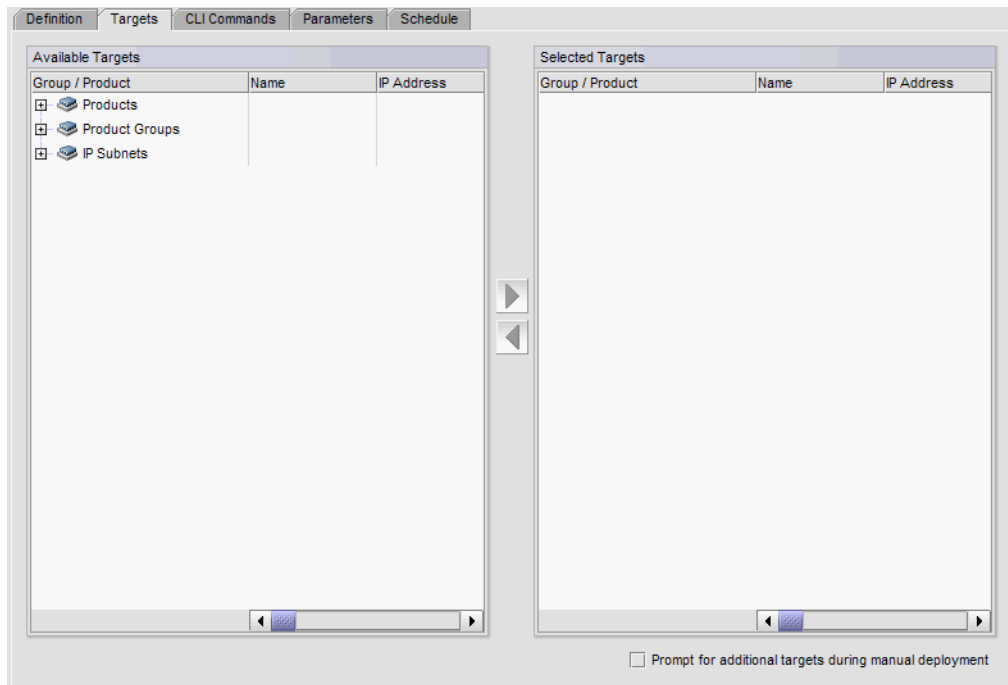 Definition Targets CLI Commands Parameters Schedule
Available Targets
Group / Product Name IP Address
Products
Product Groups
IP Subnets
Selected Targets
Group / Product Name IP Address
Prompt for additional targets during manual deployment